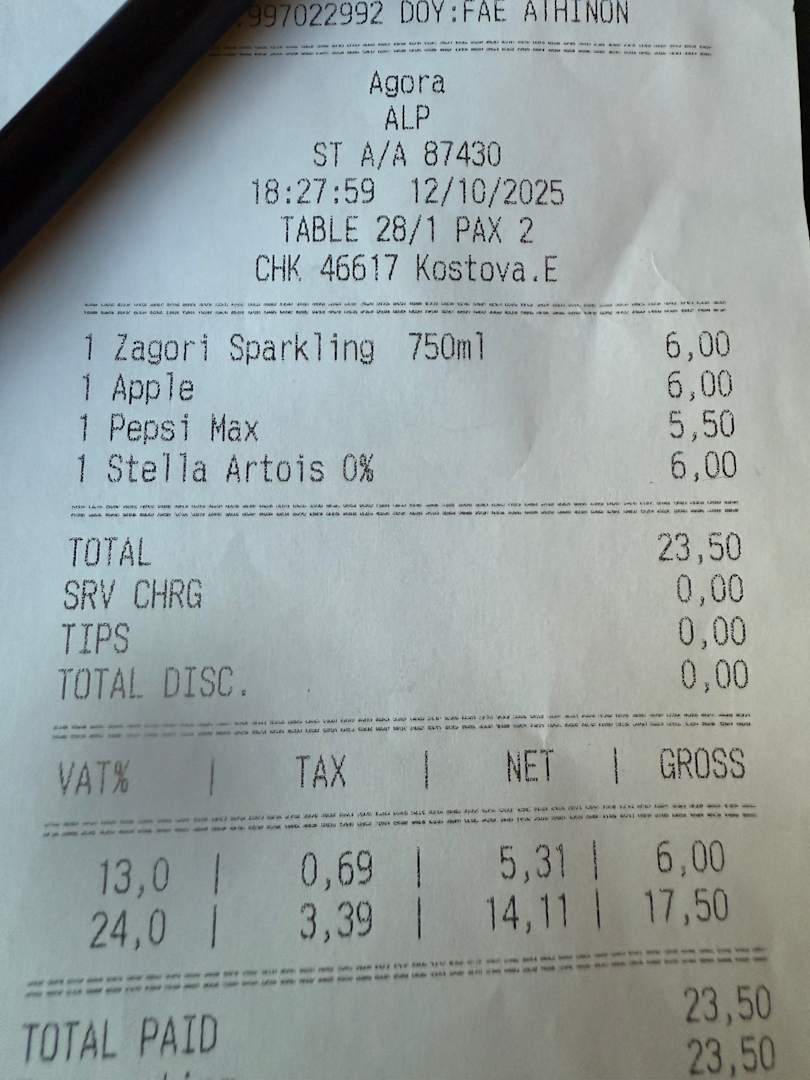 997022992 DOY:FAE ATHINON
Agora
ALP
ST A/A 87430
18:27:59 12/10/2025
TABLE 28/1 PAX 2
CHK 46617 Kostova.E
1 Zagori Sparkling 750ml 6,00
1 Apple 6,00
1 Pepsi Max 5,50
1 Stella Artois 0% 6,00
TOTAL 23,50
SRV CHRG 0,00
TIPS 0,00
TOTAL DISC. 0,00
VAT% | TAX | NET | GROSS
13,0 | 0,69 | 5,31 | 6,00
24,0 | 3,39 | 14,11 | 17,50
TOTAL PAID 23,50
23,50